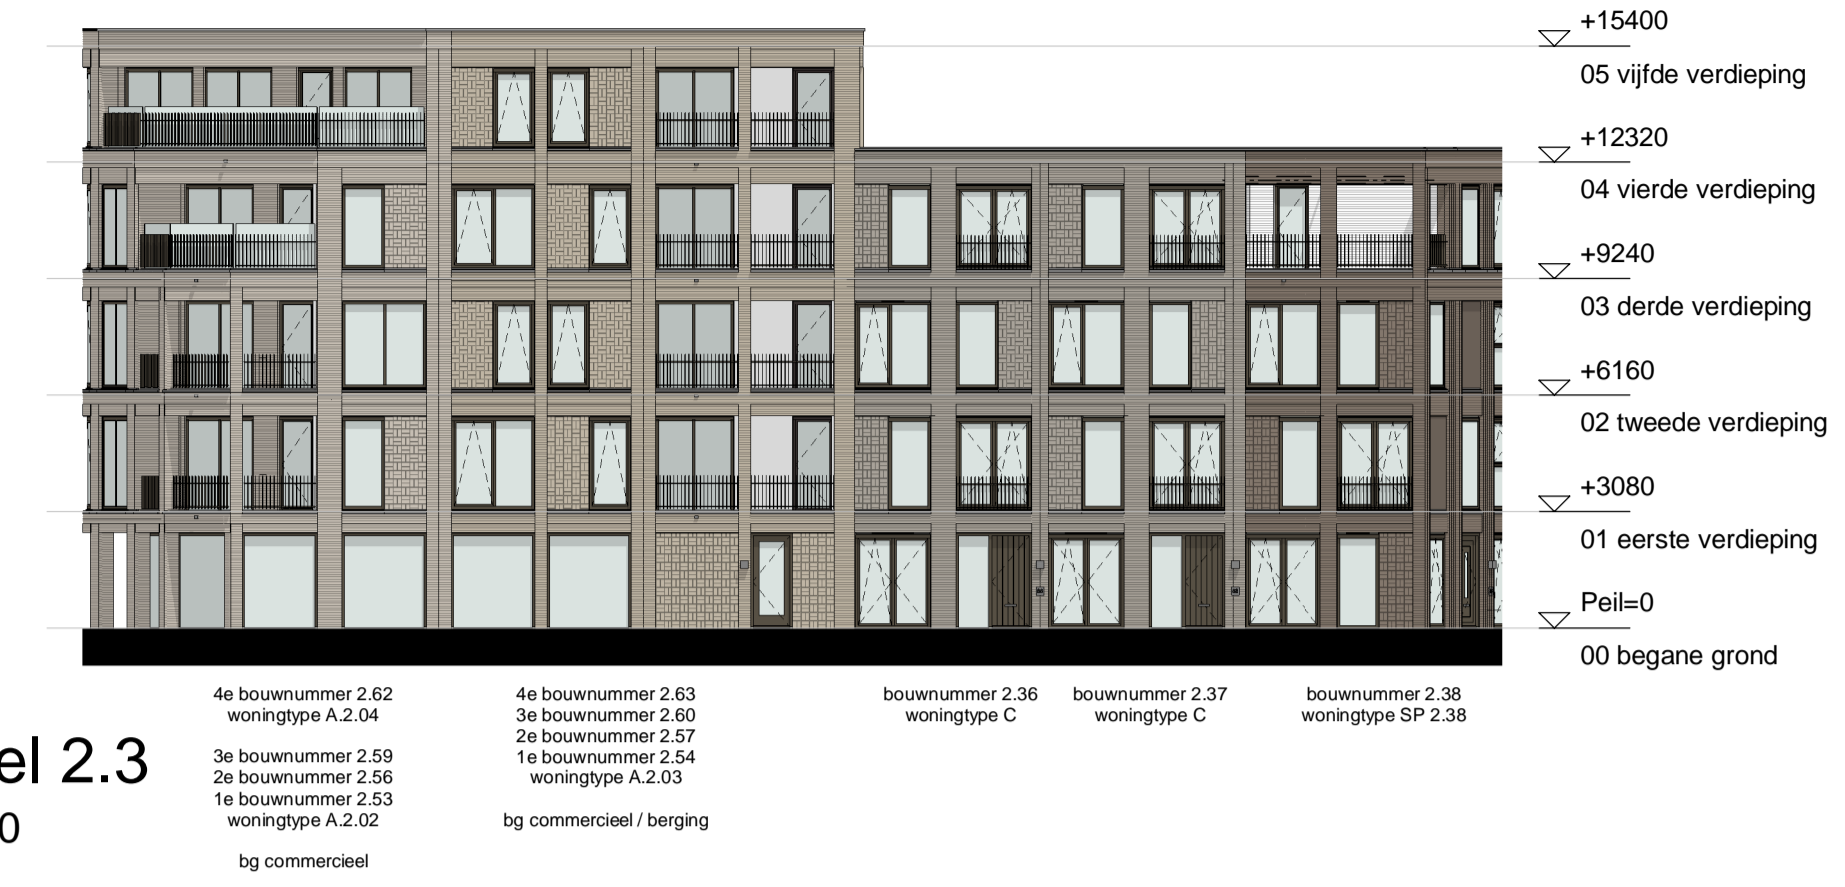 +15400
05 vijfde verdieping
+12320
04 vierde verdieping
+9240
03 derde verdieping
+6160
02 tweede verdieping
+3080
01 eerste verdieping
Peil=0
00 begane grond
4e bouwnummer 2.62
woningtype A.2.04
3e bouwnummer 2.59
2e bouwnummer 2.56
1e bouwnummer 2.53
woningtype A.2.02
bg commercieel
4e bouwnummer 2.63
3e bouwnummer 2.60
2e bouwnummer 2.57
1e bouwnummer 2.54
woningtype A.2.03
bg commercieel / berging
bouwnummer 2.36
woningtype C
bouwnummer 2.37
woningtype C
bouwnummer 2.38
woningtype SP 2.38
el 2.3
0